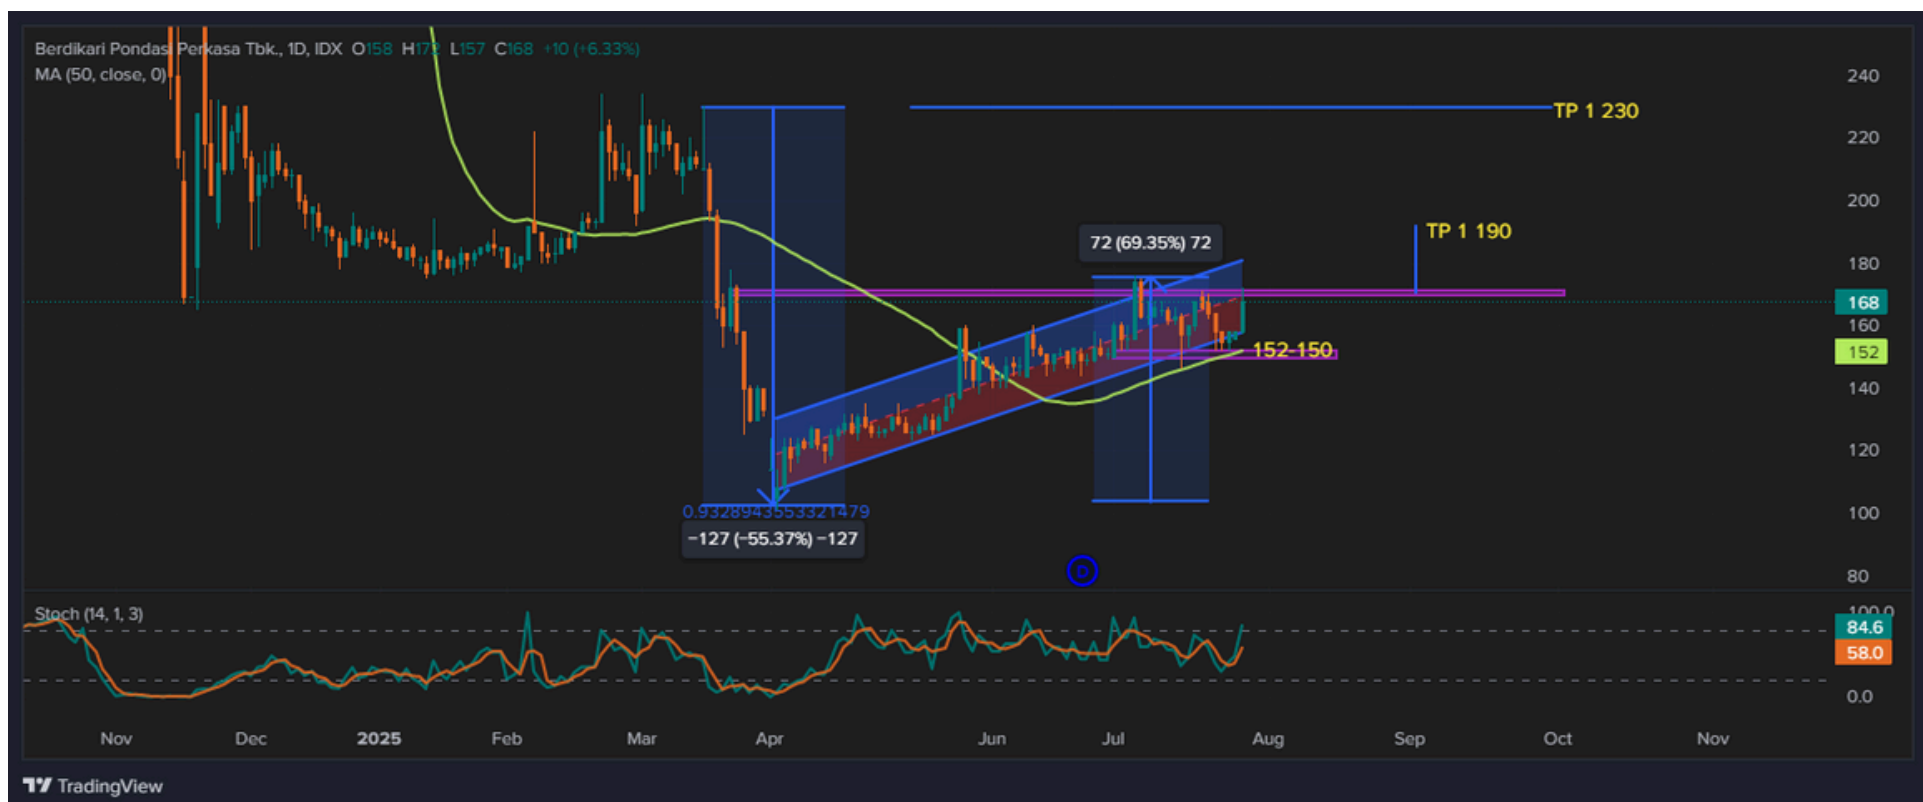 Berdikari Pondasi Perkasa Tbk., 1D, IDX O158 H172 L157 C168 +10 (+6.33%)
MA (50, close, 0)
240
TP 1 230
220
200
TP 1 190
72 (69.35%) 72
180
168
160
152-150
152
140
120
100
0.9328943553321479
−127 (−55.37%) −127
D
80
Stoch (14, 1, 3)
100.0
84.6
58.0
0.0
Nov Dec 2025 Feb Mar Apr Jun Jul Aug Sep Oct Nov
TradingView